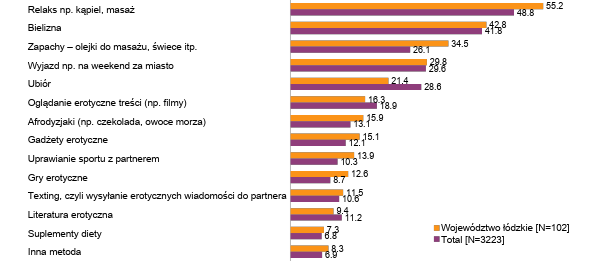 Relaks np. kąpiel, masaż 55.2
48.8
Bielizna 42.8
41.8
Zapachy – olejki do masażu, świece itp. 34.5
26.1
Wyjazd np. na weekend za miasto 29.8
29.6
Ubiór 21.4
28.6
Oglądanie erotyczne treści (np. filmy) 16.3
18.9
Afrodyzjaki (np. czekolada, owoce morza) 15.9
13.1
Gadżety erotyczne 15.1
12.1
Uprawianie sportu z partnerem 13.9
10.3
Gry erotyczne 12.6
8.7
Texting, czyli wysyłanie erotycznych wiadomości do partnera 11.5
10.6
Literatura erotyczna 9.4
11.2
Suplementy diety 7.3
6.8
Inna metoda 8.3
6.9
Województwo łódzkie [N=102]
Total [N=3223]